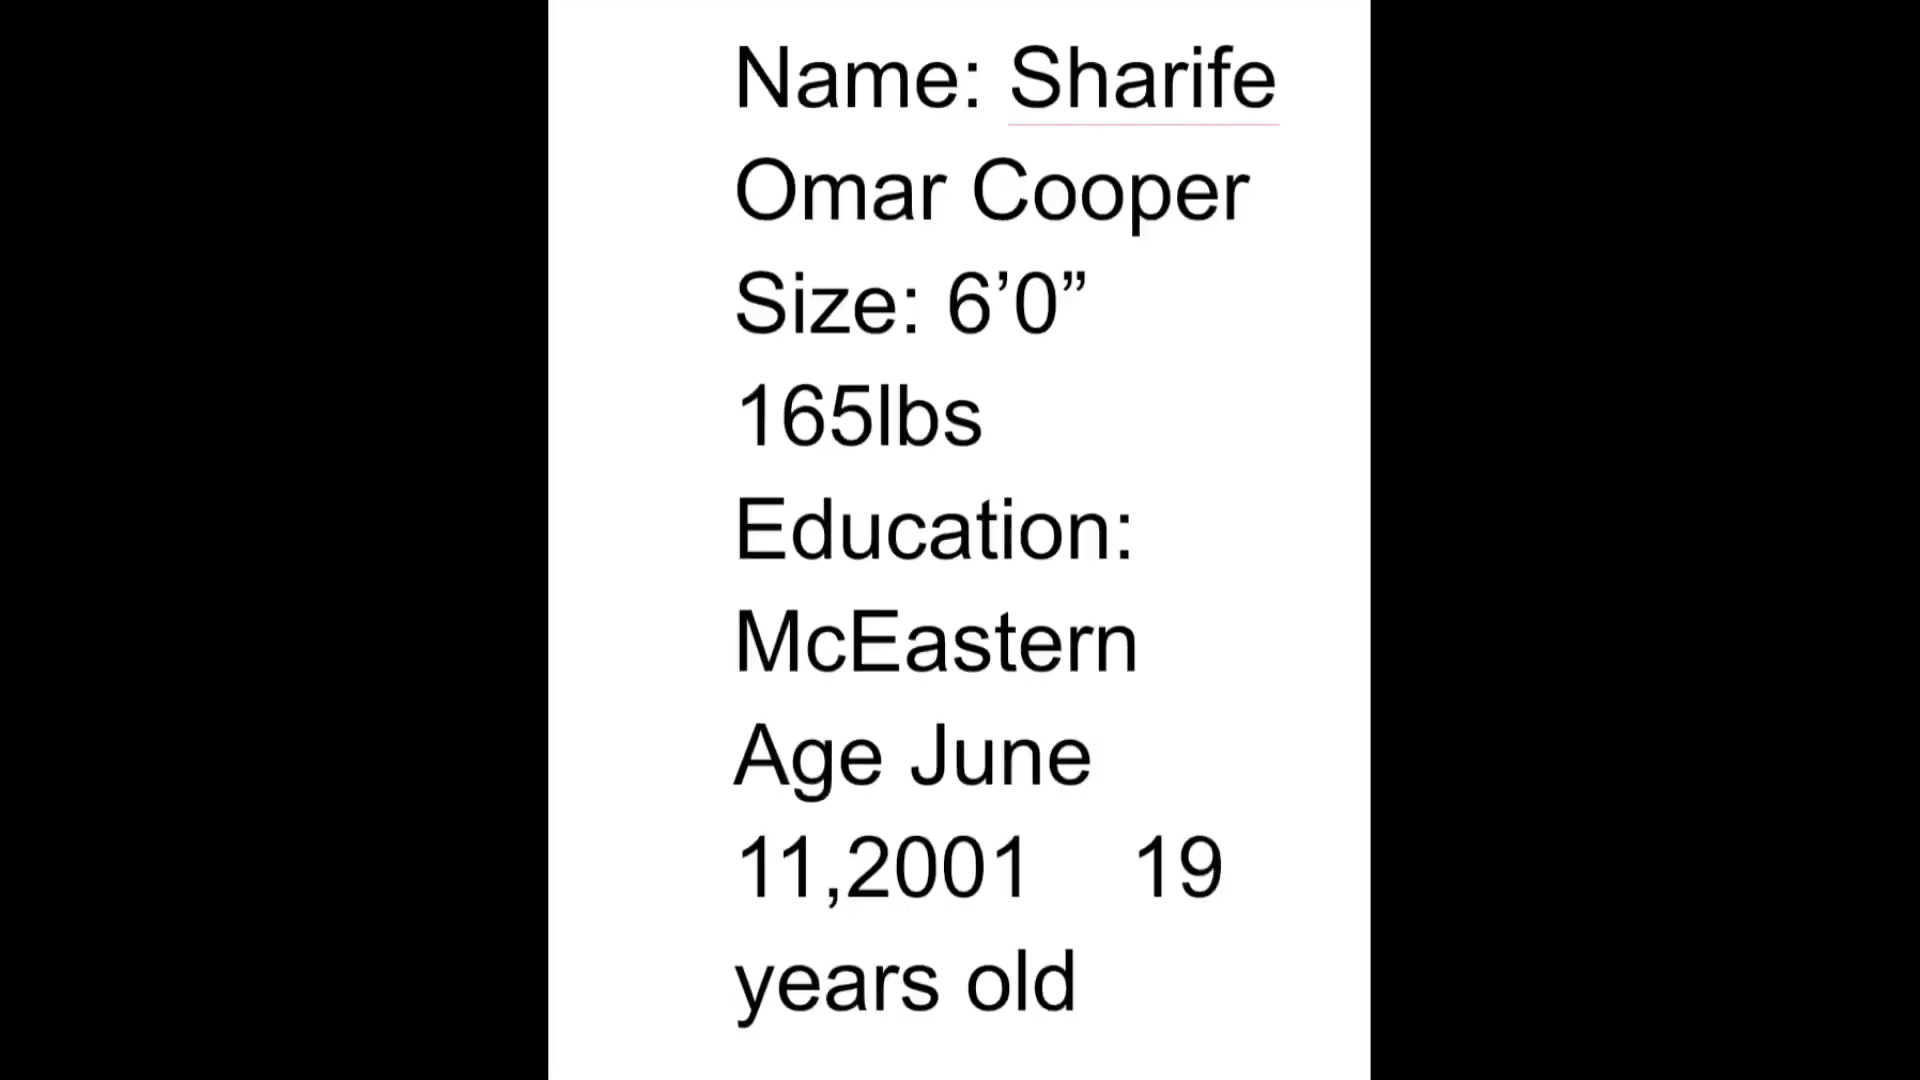 Name: Sharife
Omar Cooper
Size: 6’0”
165lbs
Education:
McEastern
Age June
11,2001    19
years old